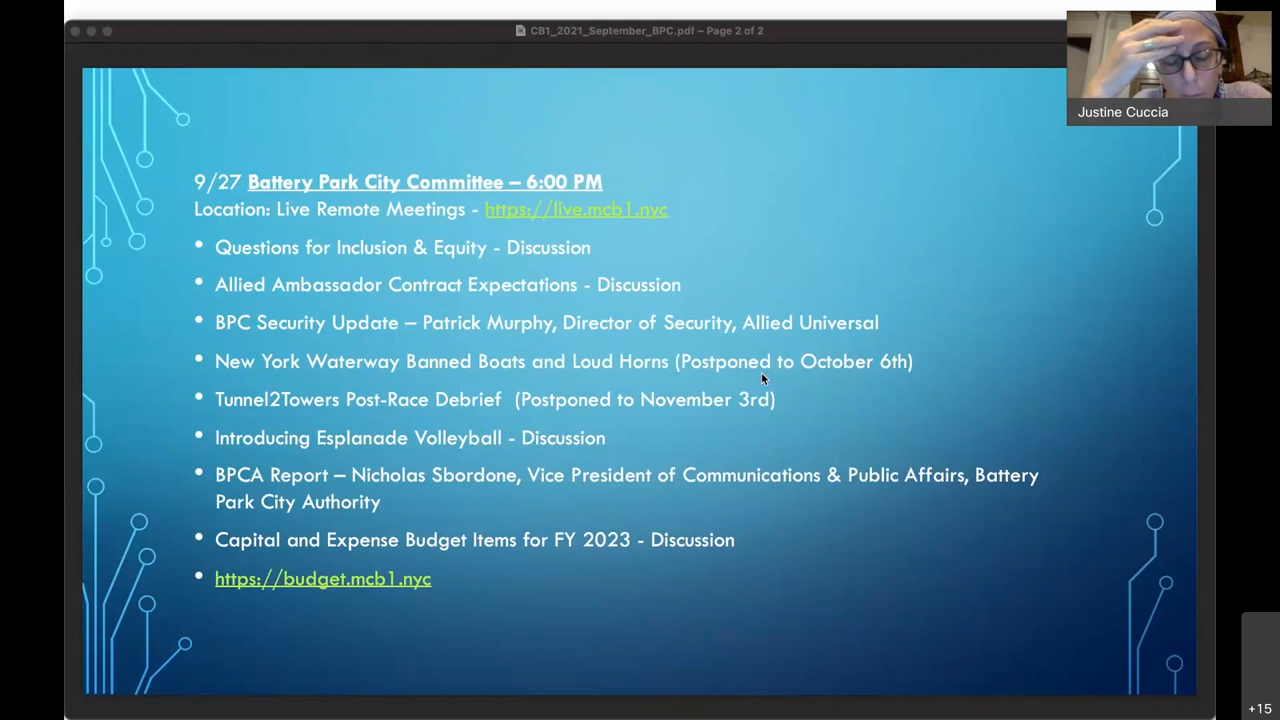 CB1_2021_September_BPC.pdf – Page 2 of 2
Justine Cuccia
9/27 Battery Park City Committee – 6:00 PM
Location: Live Remote Meetings - https://live.mcb1.nyc
• Questions for Inclusion & Equity - Discussion
• Allied Ambassador Contract Expectations - Discussion
• BPC Security Update – Patrick Murphy, Director of Security, Allied Universal
• New York Waterway Banned Boats and Loud Horns (Postponed to October 6th)
• Tunnel2Towers Post-Race Debrief (Postponed to November 3rd)
• Introducing Esplanade Volleyball - Discussion
• BPCA Report – Nicholas Sbordone, Vice President of Communications & Public Affairs, Battery
Park City Authority
• Capital and Expense Budget Items for FY 2023 - Discussion
• https://budget.mcb1.nyc
+15